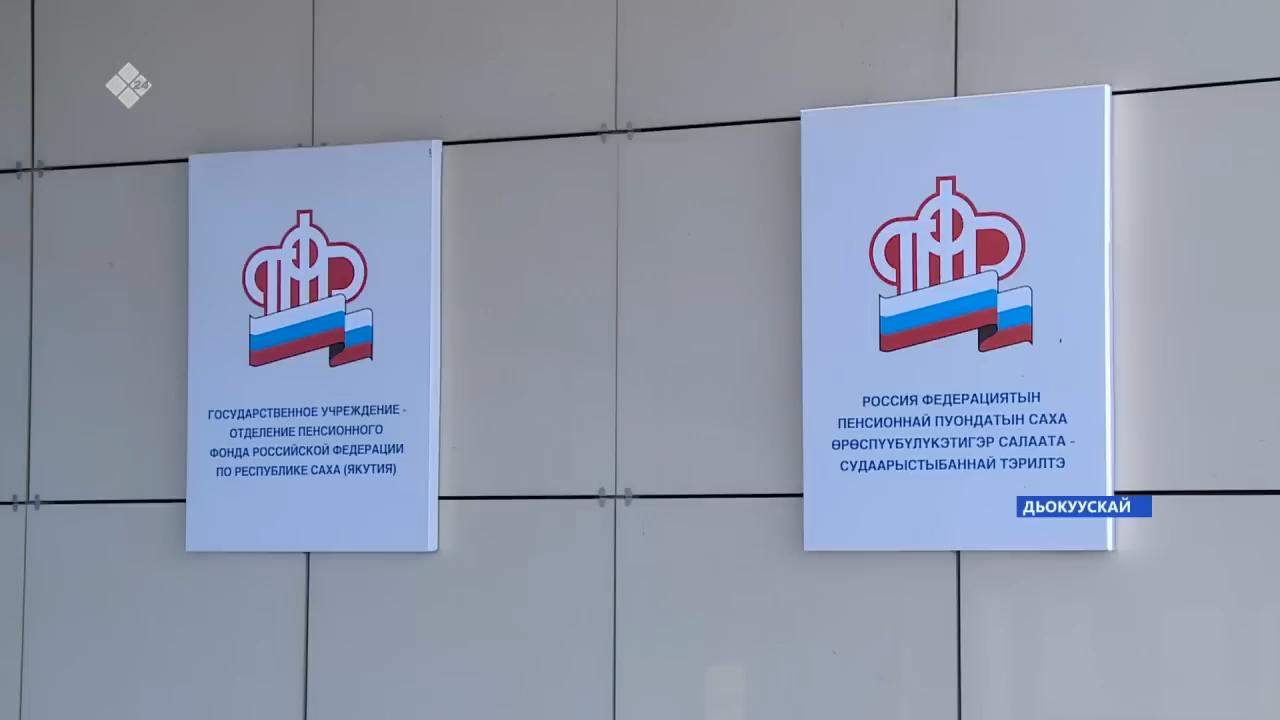 24
ГОСУДАРСТВЕННОЕ УЧРЕЖДЕНИЕ -
ОТДЕЛЕНИЕ ПЕНСИОННОГО
ФОНДА РОССИЙСКОЙ ФЕДЕРАЦИИ
ПО РЕСПУБЛИКЕ САХА (ЯКУТИЯ)
РОССИЯ ФЕДЕРАЦИЯТЫН
ПЕНСИОННАЙ ПУОНДАТЫН САХА
ӨРӨСПҮҮБҮЛҮКЭТИГЭР САЛААТА -
СУДААРЫСТЫБАННАЙ ТЭРИЛТЭ
ДЬОКУУСКАЙ